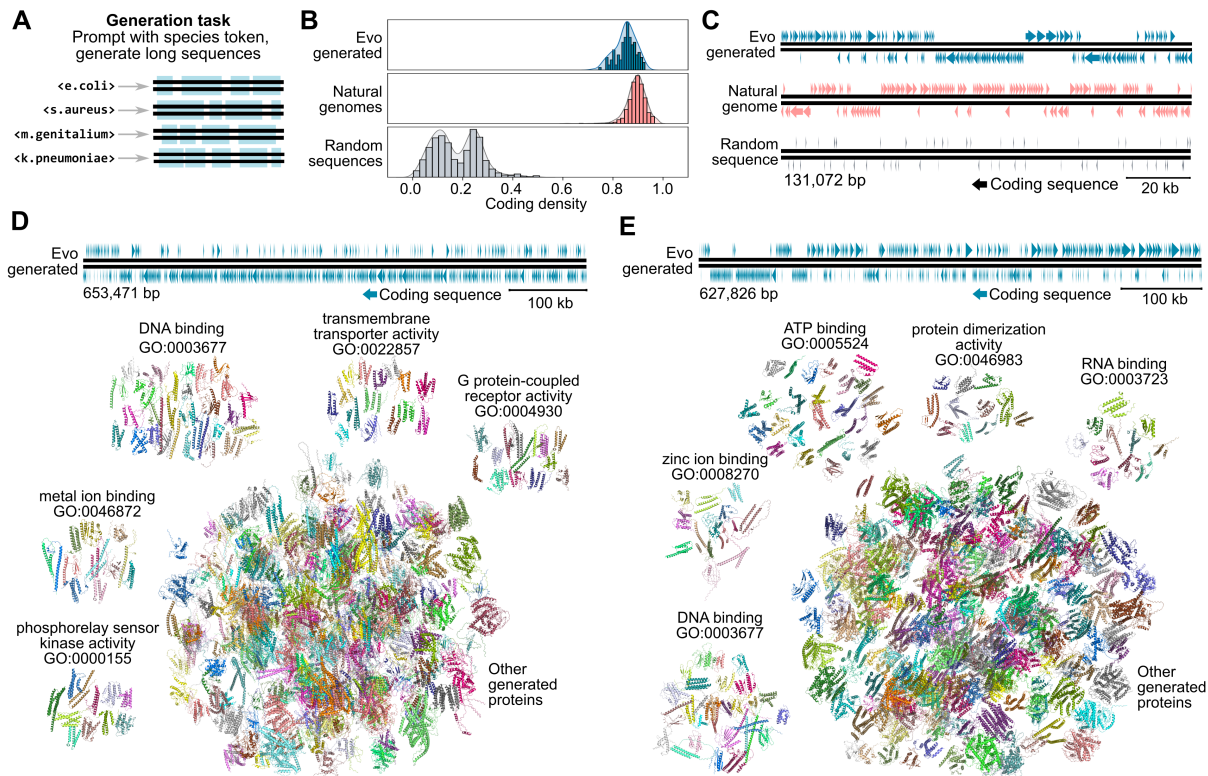 A
Generation task
Prompt with species token,
generate long sequences
<e.coli>
<s.aureus>
<m.genitalium>
<k.pneumoniae>
B
Evo
generated
Natural
genomes
Random
sequences
0.0 0.2 0.4 0.6 0.8 1.0
Coding density
C
Evo
generated
Natural
genome
Random
sequence
131,072 bp
Coding sequence
20 kb
D
Evo
generated
653,471 bp
Coding sequence
100 kb
DNA binding
GO:0003677
transmembrane
transporter activity
GO:0022857
G protein-coupled
receptor activity
GO:0004930
metal ion binding
GO:0046872
phosphorelay sensor
kinase activity
GO:0000155
Other
generated
proteins
E
Evo
generated
627,826 bp
Coding sequence
100 kb
ATP binding
GO:0005524
protein dimerization
activity
GO:0046983
RNA binding
GO:0003723
zinc ion binding
GO:0008270
DNA binding
GO:0003677
Other
generated
proteins